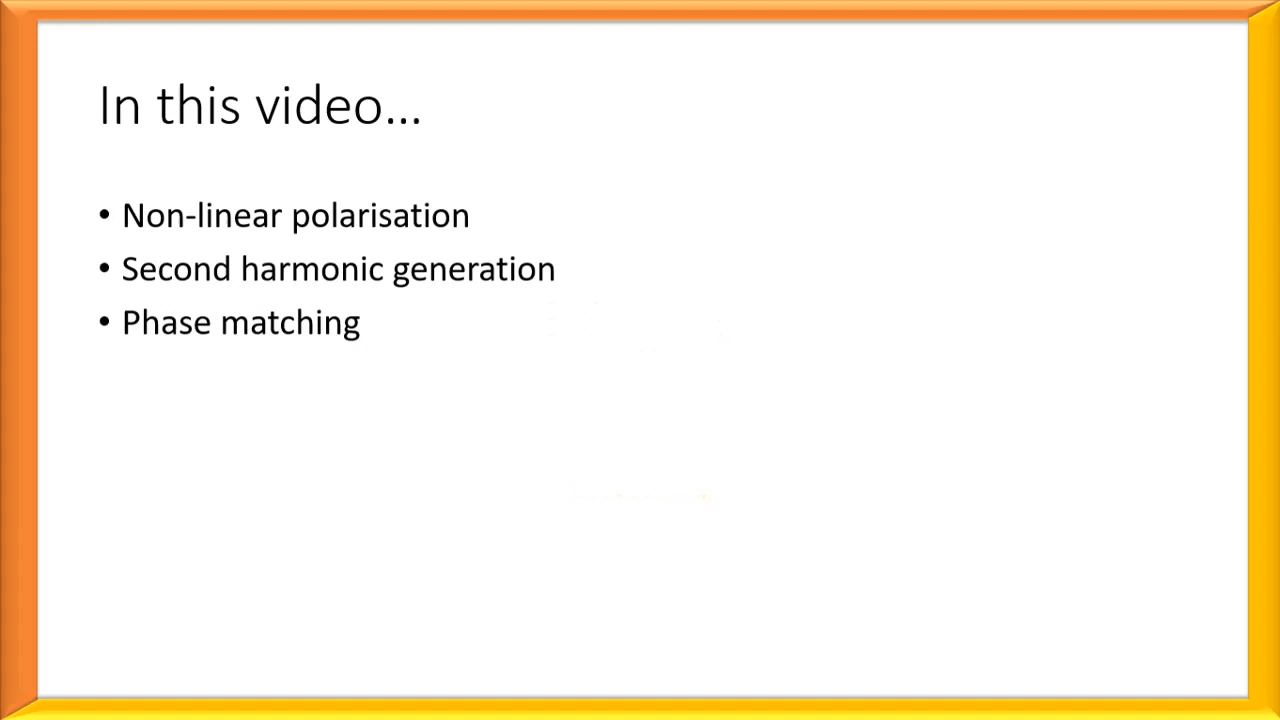 In this video...
• Non-linear polarisation
• Second harmonic generation
• Phase matching